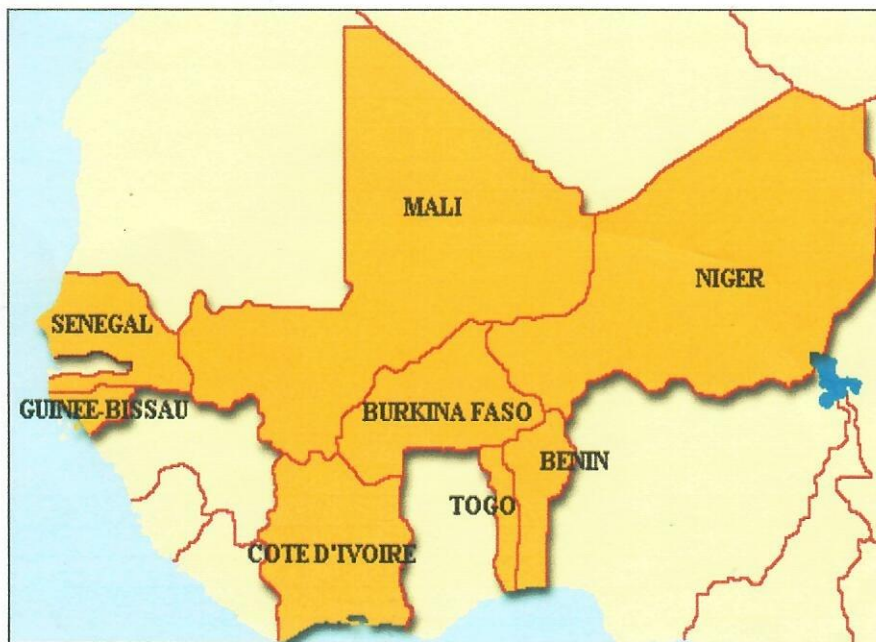 MALI
NIGER
SENEGAL
GUINEE-BISSAU
BURKINA FASO
BENIN
TOGO
COTE D'IVOIRE